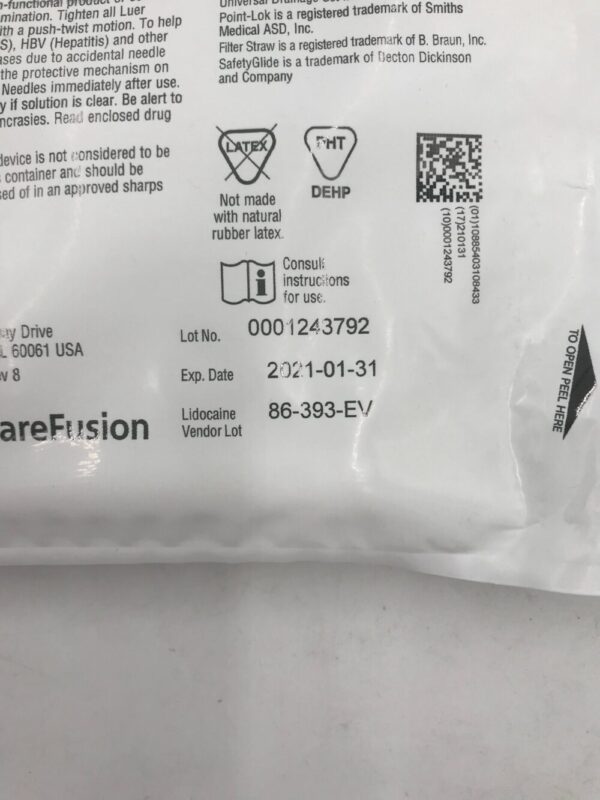 mination. Tighten all Luer
ith a push-twist motion. To help
S), HBV (Hepatitis) and other
ases due to accidental needle
the protective mechanism on
Needles immediately after use.
y if solution is clear. Be alert to
ncrasies. Read enclosed drug
device is not considered to be
container and should be
sed of in an approved sharps
Point-Lok is a registered trademark of Smiths
Medical ASD, Inc.
Filter Straw is a registered trademark of B. Braun, Inc.
SafetyGlide is a trademark of Becton Dickinson
and Company
LATEX
Not made
with natural
rubber latex.
PHT
DEHP
(01)10885403108433
(17)210131
(10)0001243792
Consult
instructions
for use.
ay Drive
L 60061 USA
v 8
areFusion
Lot No. 0001243792
Exp. Date 2021-01-31
Lidocaine 86-393-EV
Vendor Lot
TO OPEN PEEL HERE